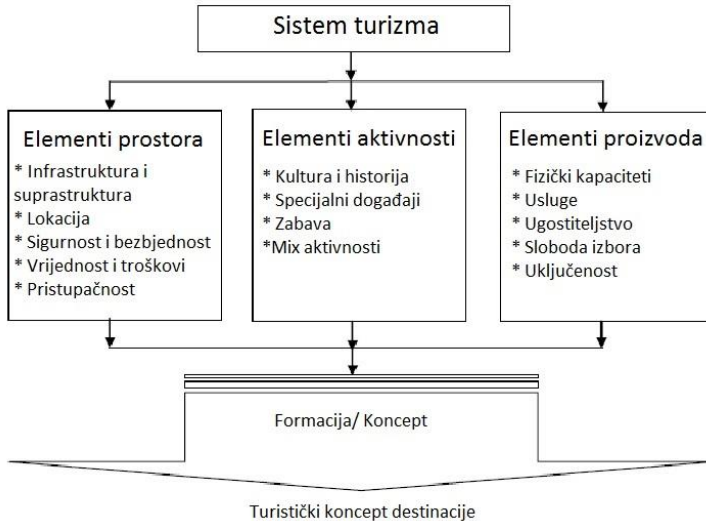 Sistem turizma
Elementi prostora
* Infrastruktura i
suprastruktura
* Lokacija
* Sigurnost i bezbjednost
* Vrijednost i troškovi
* Pristupačnost
Elementi aktivnosti
* Kultura i historija
* Specijalni događaji
* Zabava
*Mix aktivnosti
Elementi proizvoda
* Fizički kapaciteti
* Usluge
* Ugostiteljstvo
* Sloboda izbora
* Uključenost
Formacija/ Koncept
Turistički koncept destinacije